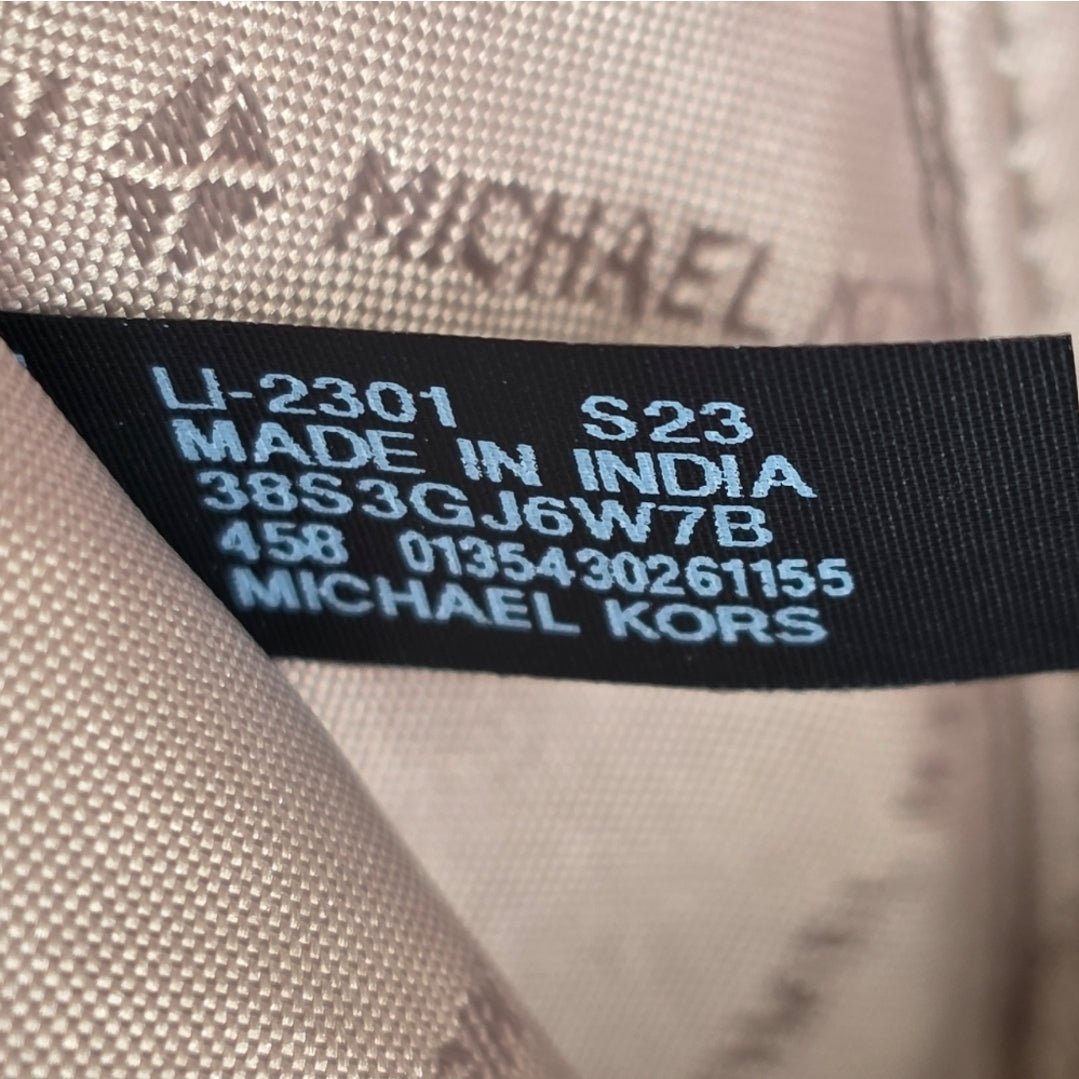 MICHAEL
LI-2301 S23
MADE IN INDIA
38S3GJ6W7B
458 0135430261155
MICHAEL KORS